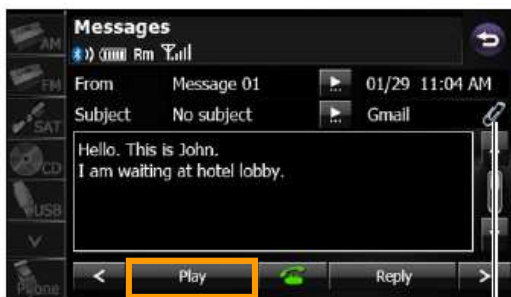 AM
Messages
Rm
FM
From Message 01 01/29 11:04 AM
SAT
Subject No subject Gmail
Hello. This is John.
I am waiting at hotel lobby.
CD
USB
Phone
< Play Reply >